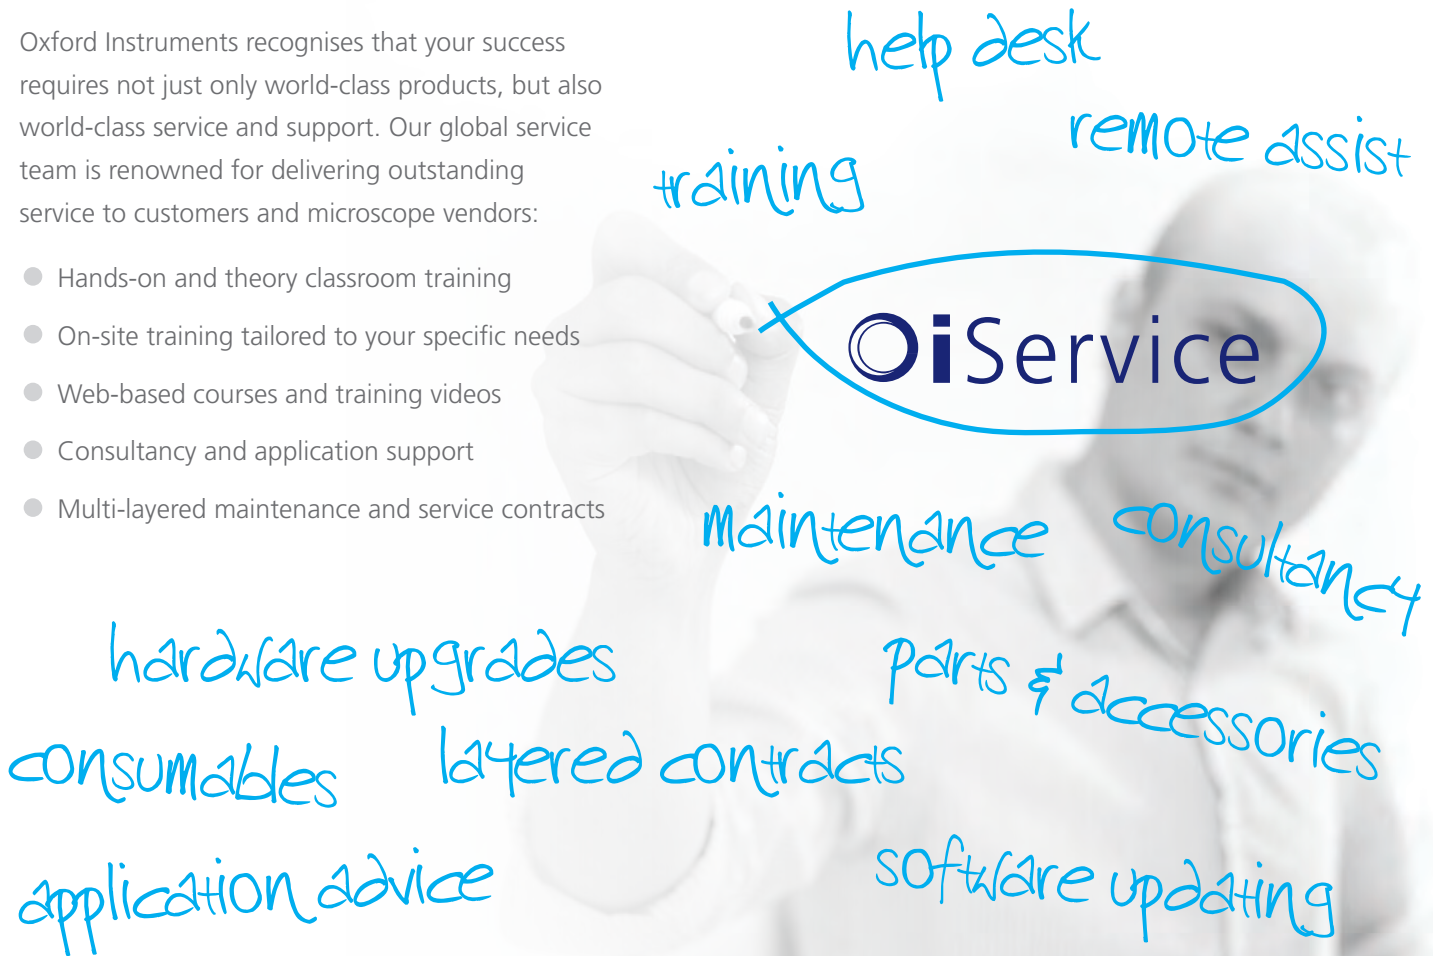 Oxford Instruments recognises that your success
requires not just only world-class products, but also
world-class service and support. Our global service
team is renowned for delivering outstanding
service to customers and microscope vendors:
Hands-on and theory classroom training
On-site training tailored to your specific needs
Web-based courses and training videos
Consultancy and application support
Multi-layered maintenance and service contracts
help desk
remote assist
training
OiService
maintenance
consultancy
hardware upgrades
parts & accessories
consumables
layered contracts
application advice
software updating